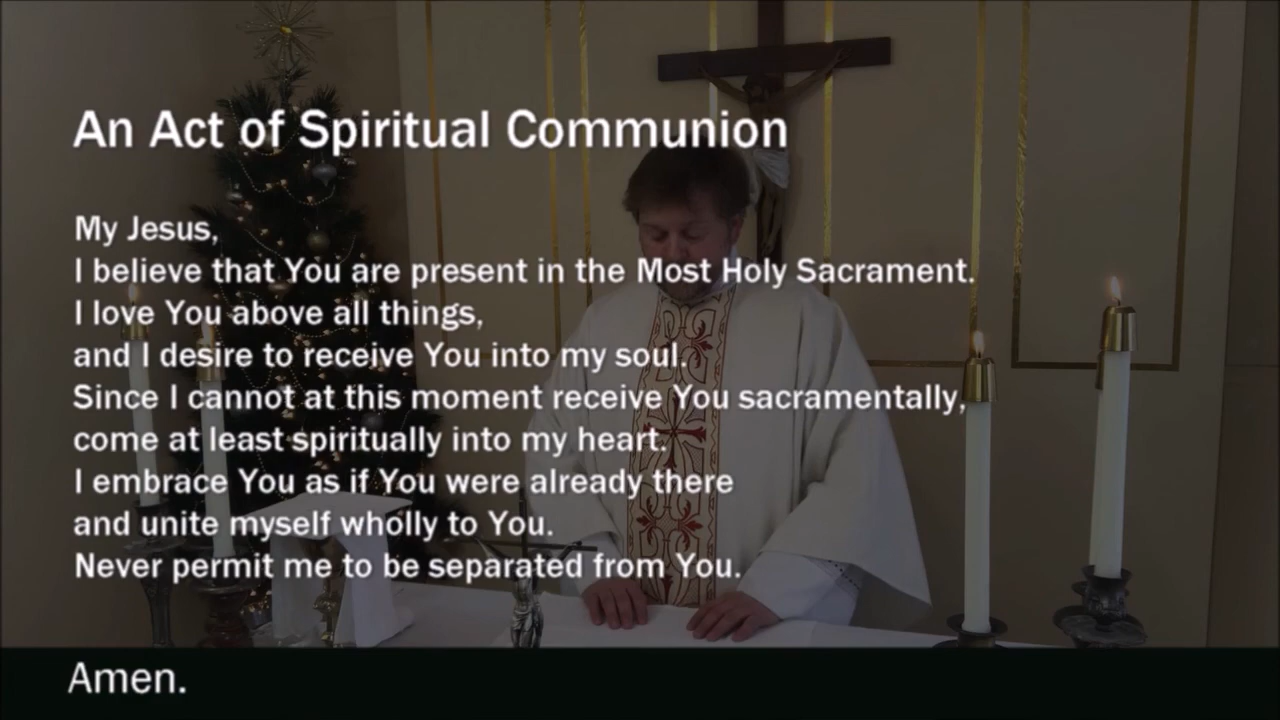 An Act of Spiritual Communion
My Jesus,
I believe that You are present in the Most Holy Sacrament.
I love You above all things,
and I desire to receive You into my soul.
Since I cannot at this moment receive You sacramentally,
come at least spiritually into my heart.
I embrace You as if You were already there
and unite myself wholly to You.
Never permit me to be separated from You.
Amen.